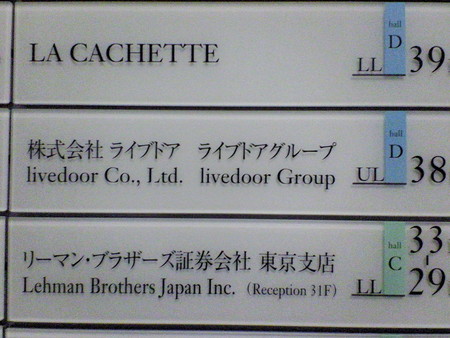 LA CACHETTE
hall
D
LL 39
株式会社 ライブドア ライブドアグループ
livedoor Co., Ltd. livedoor Group
hall
D
UL 38
リーマン・ブラザーズ証券会社 東京支店
Lehman Brothers Japan Inc. (Reception 31F)
hall
C
LL
33
-
29